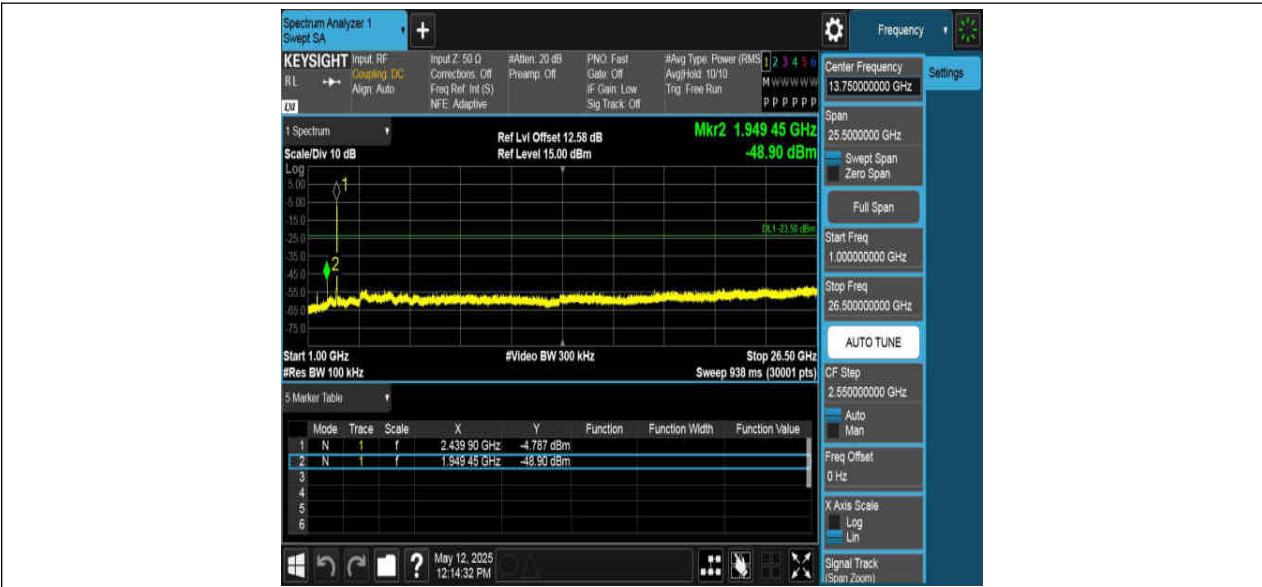 Spectrum Analyzer 1
Swept SA
+
Frequency
KEYSIGHT
RL
LXI
Input: RF
Coupling: DC
Align: Auto
Input Z: 50 Ω
Corrections: Off
Freq Ref: Int (S)
NFE: Adaptive
#Atten: 20 dB
Preamp: Off
PNO: Fast
Gate: Off
IF Gain: Low
Sig Track: Off
#Avg Type: Power (RMS
Avg|Hold: 10/10
Trig: Free Run
1 2 3 4 5 6
M W W W W W
P P P P P P
1 Spectrum
Scale/Div 10 dB
Ref Lvl Offset 12.58 dB
Ref Level 15.00 dBm
Mkr2 1.949 45 GHz
-48.90 dBm
Log
5.00
-5.00
-15.0
-25.0
-35.0
-45.0
-55.0
-65.0
-75.0
1
2
DL1 -23.50 dBm
Start 1.00 GHz
#Res BW 100 kHz
#Video BW 300 kHz
Stop 26.50 GHz
Sweep 938 ms (30001 pts)
5 Marker Table
Mode Trace Scale X Y Function Function Width Function Value
1 N 1 f 2.439 90 GHz -4.787 dBm
2 N 1 f 1.949 45 GHz -48.90 dBm
3
4
5
6
May 12, 2025
12:14:32 PM
?
Settings
Center Frequency
13.750000000 GHz
Span
25.5000000 GHz
Swept Span
Zero Span
Full Span
Start Freq
1.000000000 GHz
Stop Freq
26.500000000 GHz
AUTO TUNE
CF Step
2.550000000 GHz
Auto
Man
Freq Offset
0 Hz
X Axis Scale
Log
Lin
Signal Track
(Span Zoom)